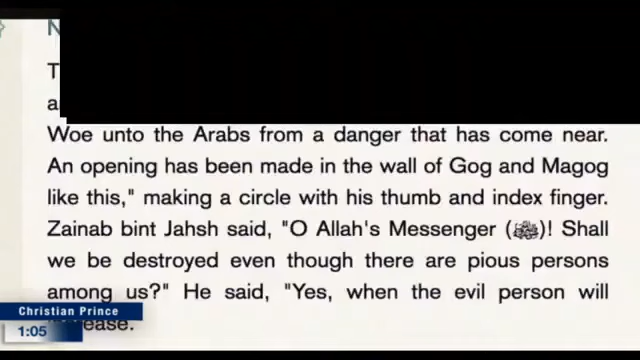 N
T
a
Woe unto the Arabs from a danger that has come near.
An opening has been made in the wall of Gog and Magog
like this," making a circle with his thumb and index finger.
Zainab bint Jahsh said, "O Allah's Messenger (ﷺ)! Shall
we be destroyed even though there are pious persons
among us?" He said, "Yes, when the evil person will
ease.
Christian Prince
1:05